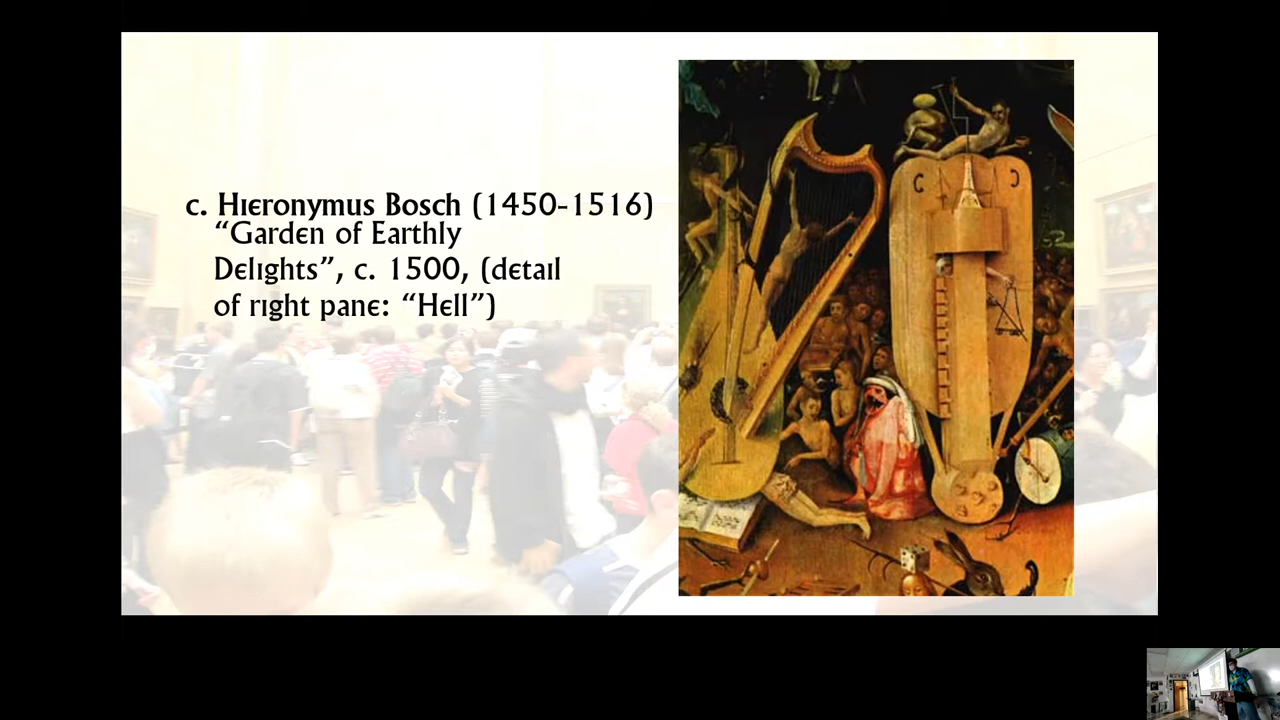 c. Hieronymus Bosch (1450-1516)
“Garden of Earthly
Delights”, c. 1500, (detail
of right pane: “Hell”)